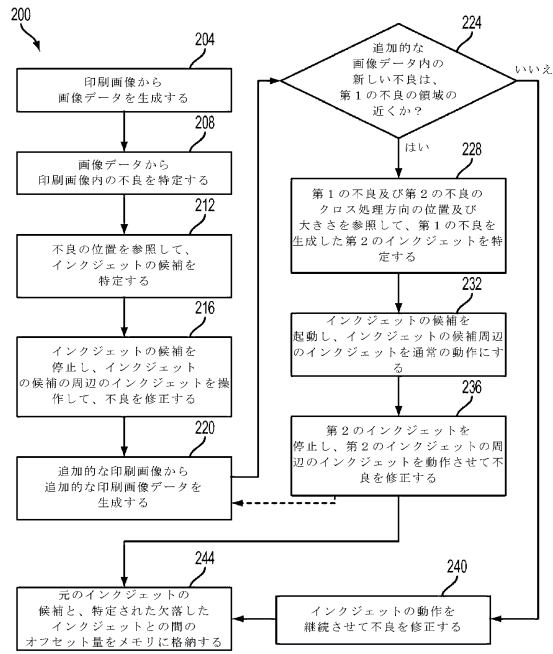 200
204
印刷画像から
画像データを生成する
208
画像データから
印刷画像内の不良を特定する
212
不良の位置を参照して、
インクジェットの候補を
特定する
216
インクジェットの候補を
停止し、インクジェット
の候補の周辺のインクジェットを操
作して、不良を修正する
220
追加的な印刷画像から
追加的な印刷画像データを
生成する
224
追加的な
画像データ内の
新しい不良は、
第1の不良の領域の
近くか?
いいえ
はい
228
第1の不良及び第2の不良の
クロス処理方向の位置及び
大きさを参照して、第1の不良を
生成した第2のインクジェットを特
定する
232
インクジェットの候補を
起動し、インクジェットの候補周辺
のインクジェットを通常の動作にす
る
236
第2のインクジェットを
停止し、第2のインクジェットの周
辺のインクジェットを動作させて不
良を修正する
240
インクジェットの動作を
継続させて不良を修正する
244
元のインクジェットの
候補と、特定された欠落した
インクジェットとの間の
オフセット量をメモリに格納する